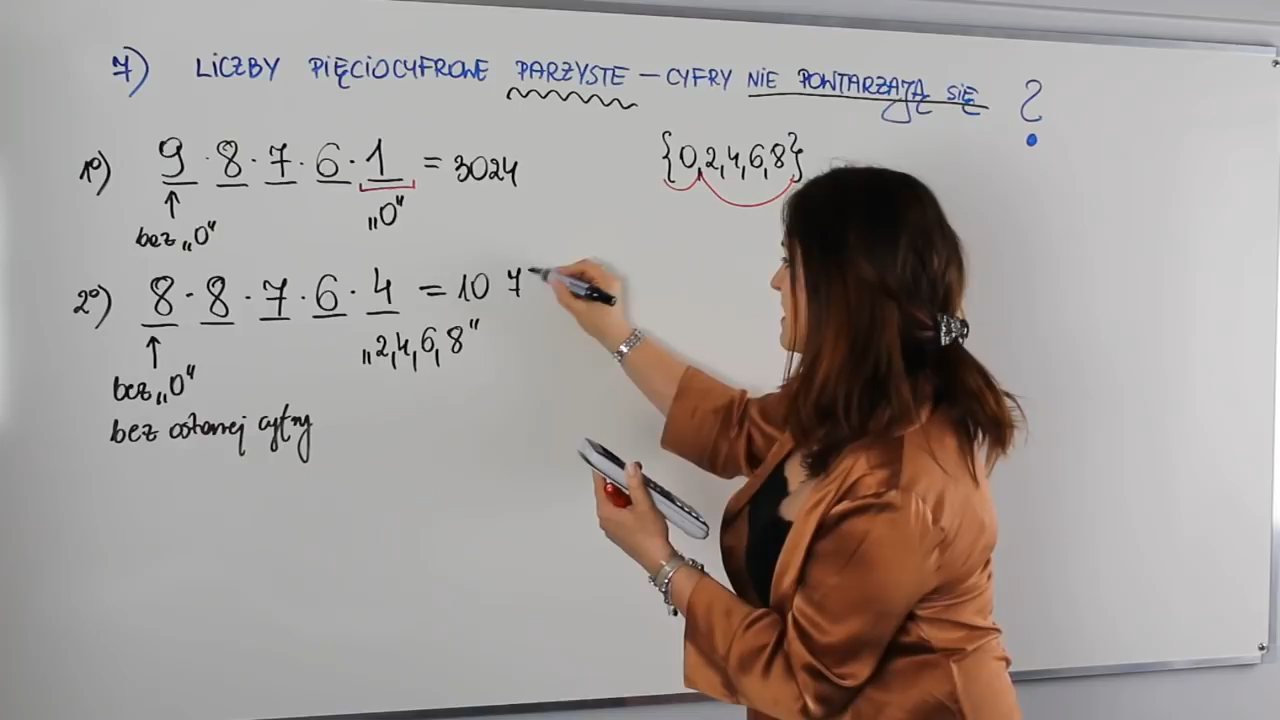 7) LICZBY PIĘCIOCYFROWE PARZYSTE – CYFRY NIE POWTARZAJĄ SIĘ ?
1°) 9 · 8 · 7 · 6 · 1 = 3024
{0,2,4,6,8}
bez „0"
„0"
2°) 8 · 8 · 7 · 6 · 4 = 10 7
„2,4,6,8"
bez „0"
bez ostatniej cyfry